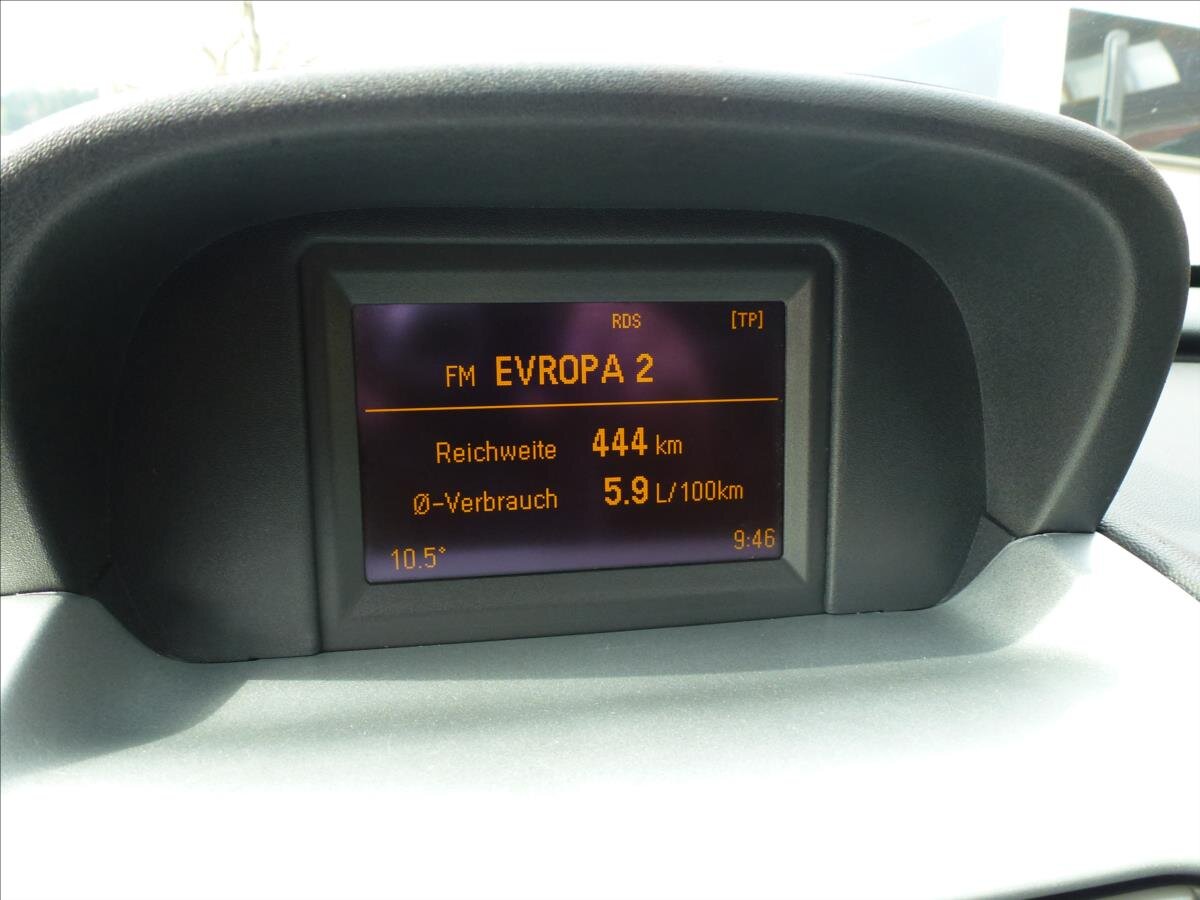 RDS [TP]
FM EVROPA 2
Reichweite 444 km
Ø-Verbrauch 5.9 L/100km
10.5° 9:46